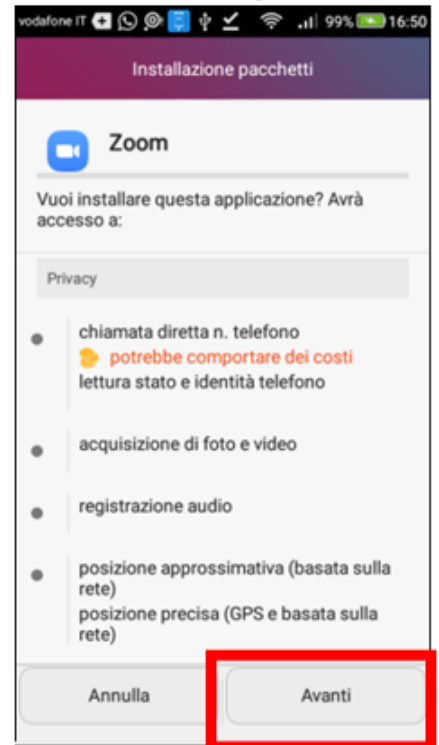 vodafone IT 99% 16:50
Installazione pacchetti
Zoom
Vuoi installare questa applicazione? Avrà
accesso a:
Privacy
chiamata diretta n. telefono
potrebbe comportare dei costi
lettura stato e identità telefono
acquisizione di foto e video
registrazione audio
posizione approssimativa (basata sulla
rete)
posizione precisa (GPS e basata sulla
rete)
Annulla Avanti